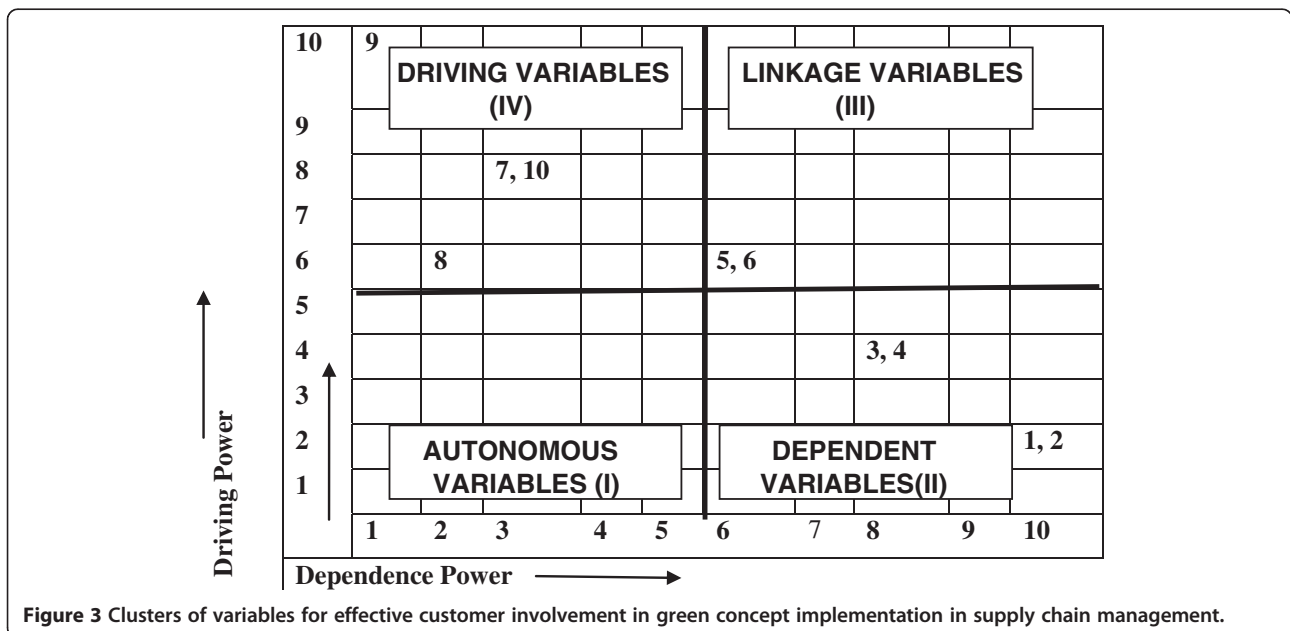 10 9
DRIVING VARIABLES
(IV)
LINKAGE VARIABLES
(III)
9
8 7, 10
7
6 8 5, 6
5
4 3, 4
3
2 1, 2
AUTONOMOUS
VARIABLES (I)
DEPENDENT
VARIABLES(II)
1
1 2 3 4 5 6 7 8 9 10
Driving Power
Dependence Power
Figure 3 Clusters of variables for effective customer involvement in green concept implementation in supply chain management.